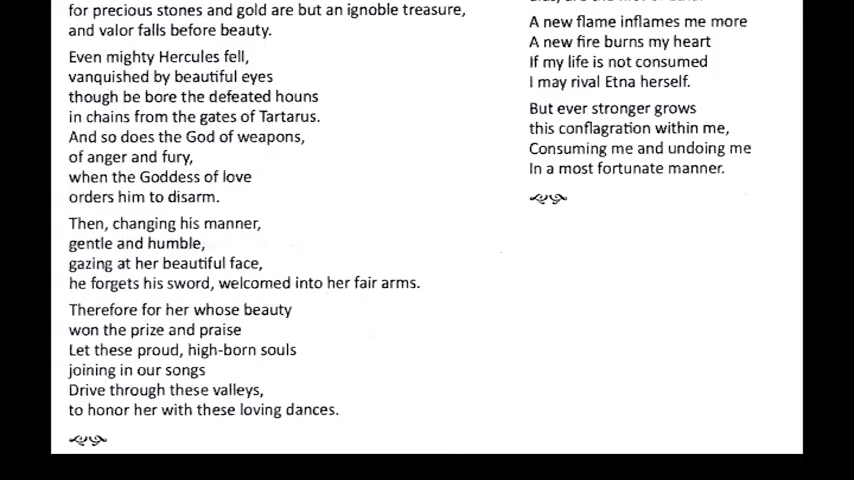 for precious stones and gold are but an ignoble treasure,
and valor falls before beauty.
Even mighty Hercules fell,
vanquished by beautiful eyes
though be bore the defeated houns
in chains from the gates of Tartarus.
And so does the God of weapons,
of anger and fury,
when the Goddess of love
orders him to disarm.
Then, changing his manner,
gentle and humble,
gazing at her beautiful face,
he forgets his sword, welcomed into her fair arms.
Therefore for her whose beauty
won the prize and praise
Let these proud, high-born souls
joining in our songs
Drive through these valleys,
to honor her with these loving dances.
A new flame inflames me more
A new fire burns my heart
If my life is not consumed
I may rival Etna herself.
But ever stronger grows
this conflagration within me,
Consuming me and undoing me
In a most fortunate manner.